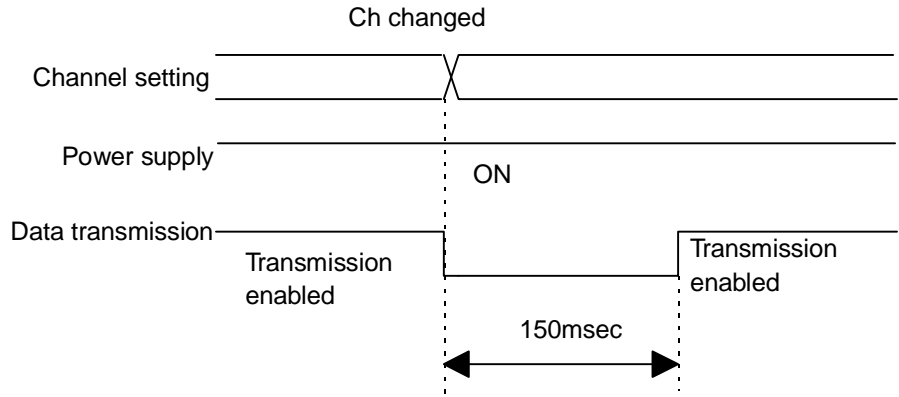 Ch changed
Channel setting
Power supply
ON
Data transmission
Transmission
enabled
Transmission
enabled
150msec